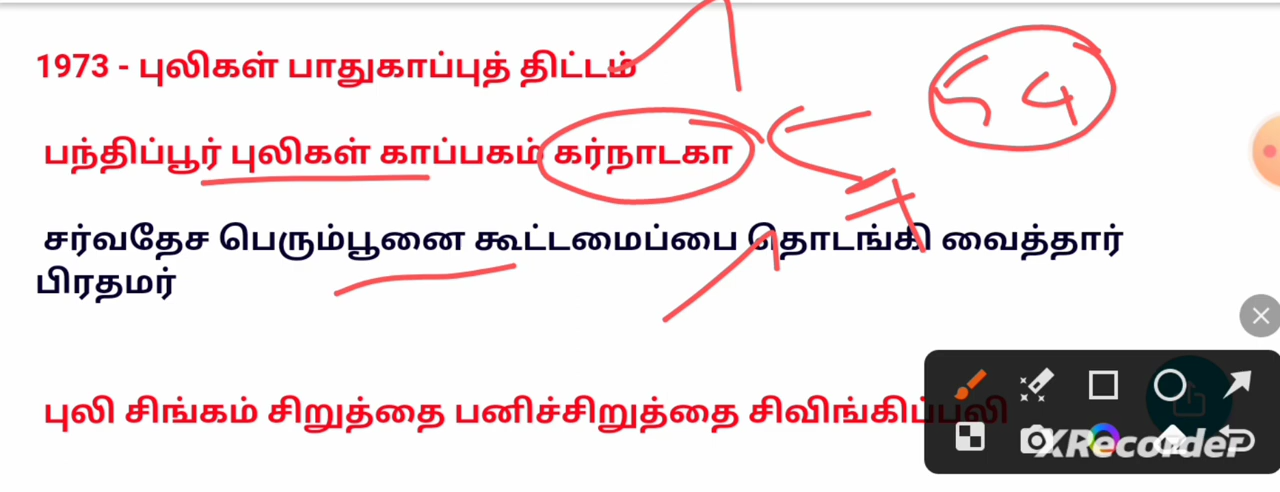 1973 - புலிகள் பாதுகாப்புத் திட்டம்
54
பந்திப்பூர் புலிகள் காப்பகம் கர்நாடகா
சர்வதேச பெரும்பூனை கூட்டமைப்பை தொடங்கி வைத்தார்
பிரதமர்
புலி சிங்கம் சிறுத்தை பனிச்சிறுத்தை சிவிங்கிப்புலி
XRecorder